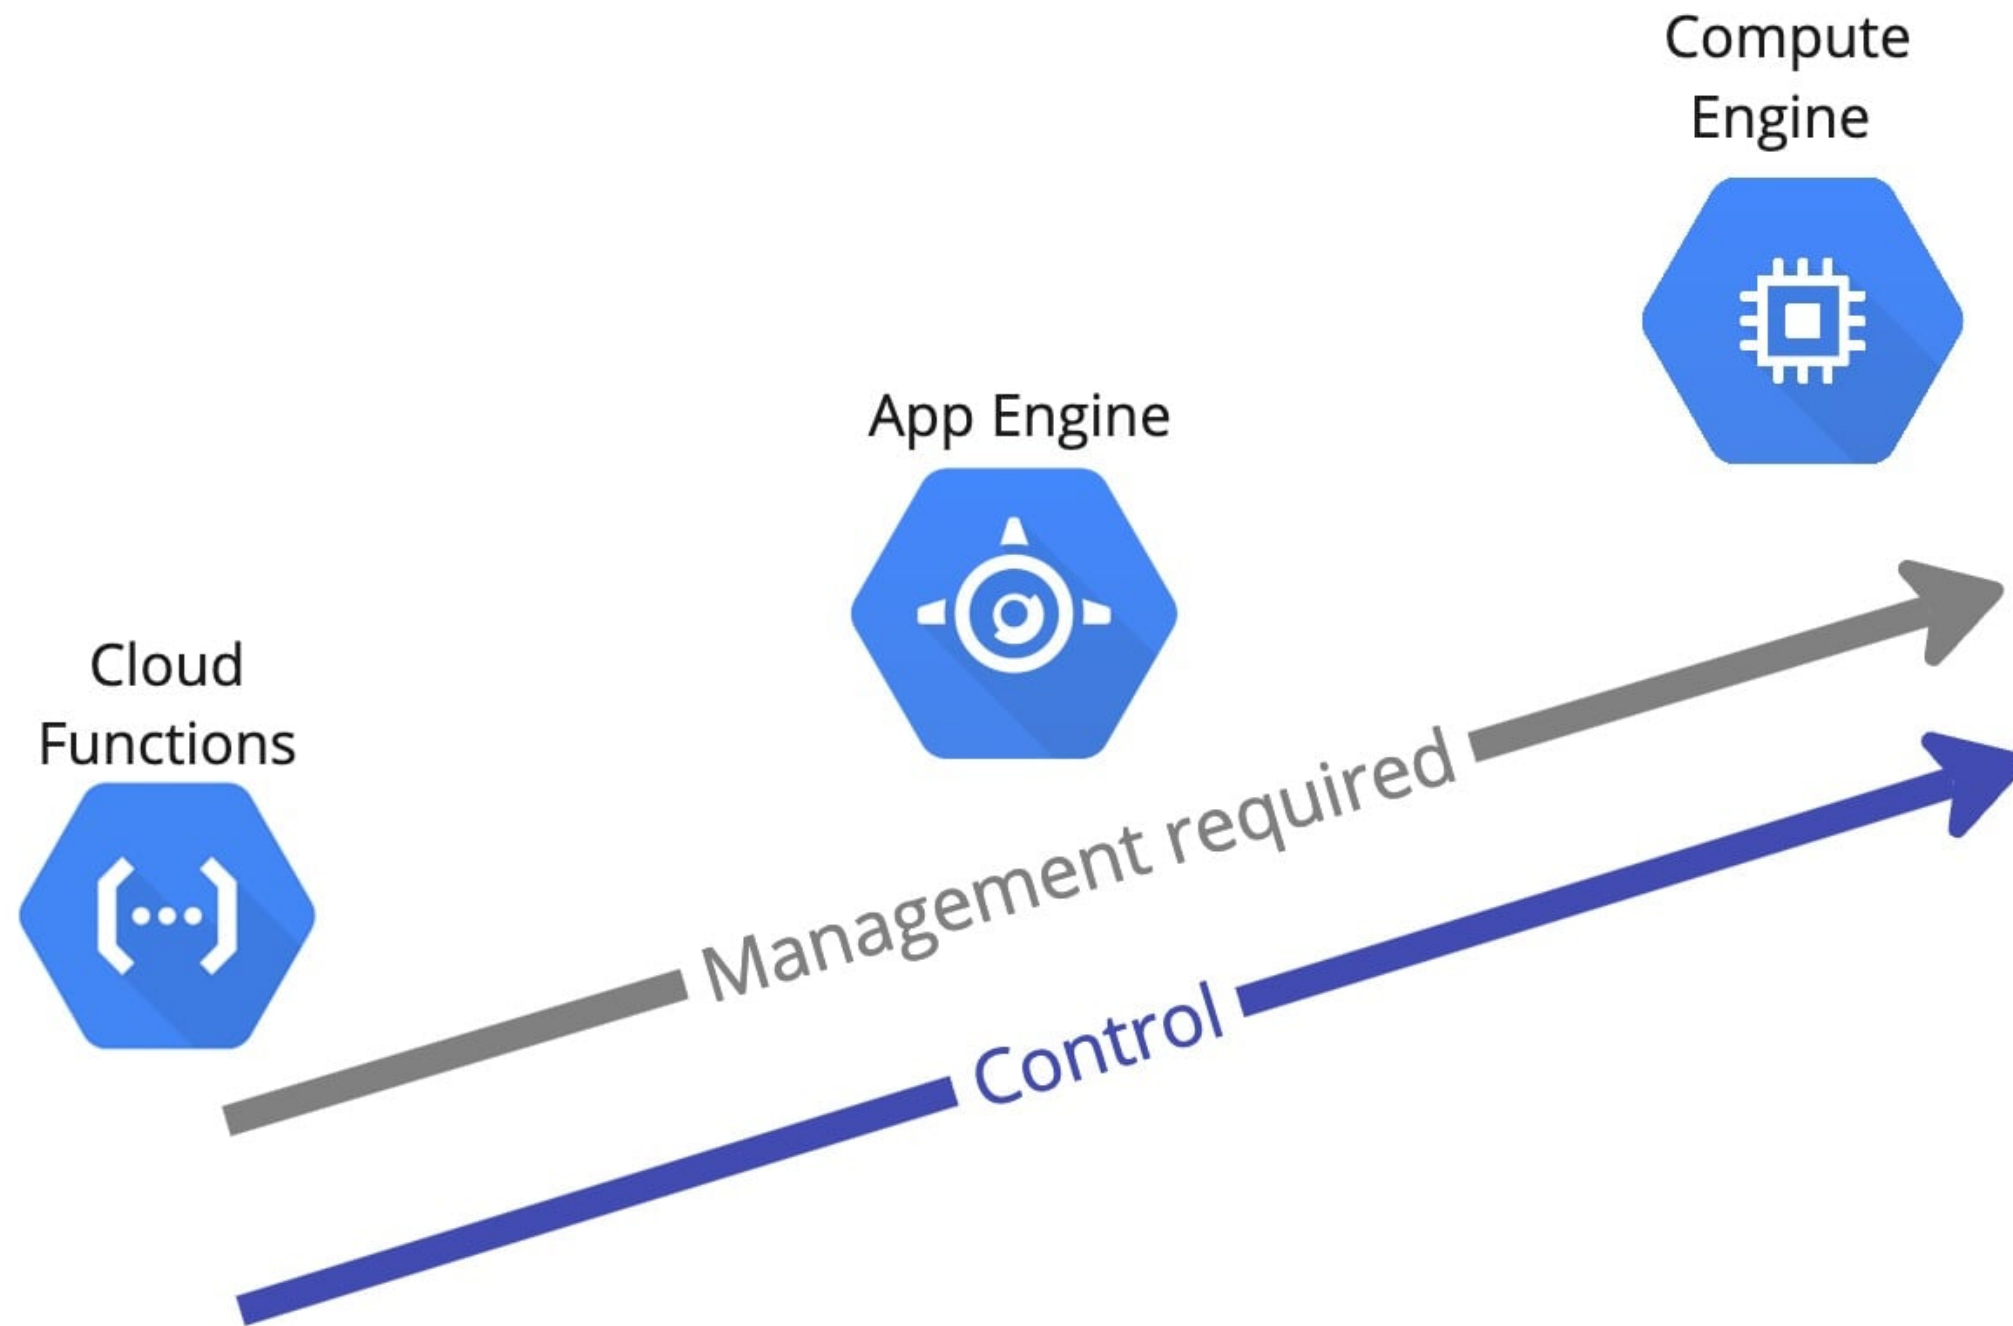 Compute
Engine
App Engine
Cloud
Functions
Management required
Control